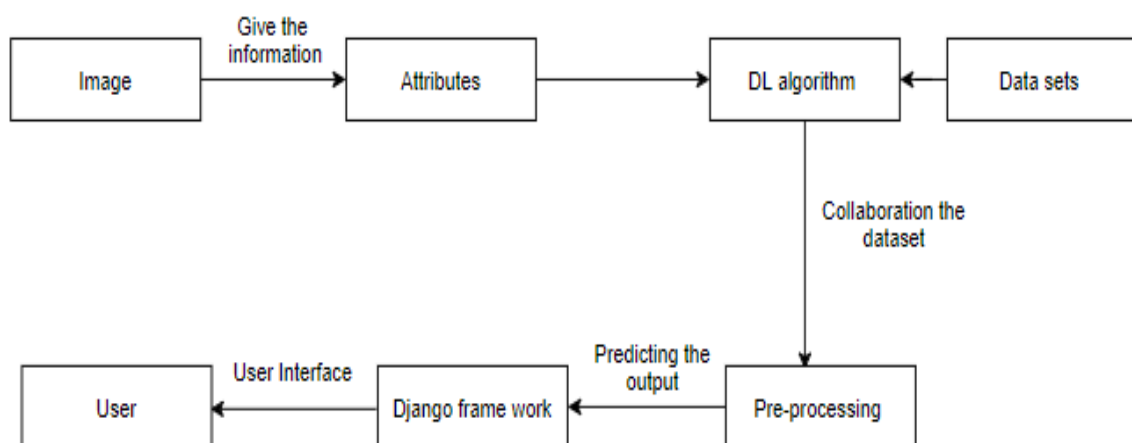 Give the
information
Image
Attributes
DL algorithm
Data sets
Collaboration the
dataset
Predicting the
output
User Interface
User
Django frame work
Pre-processing